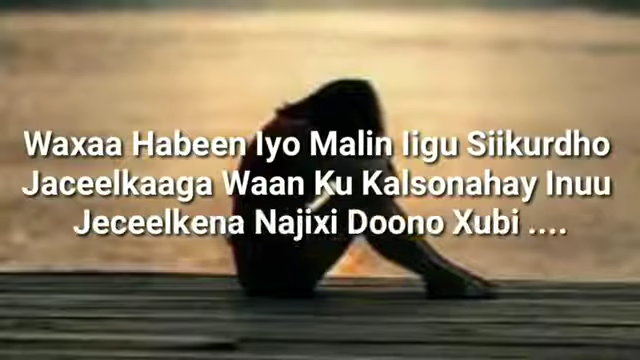 Waxaa Habeen Iyo Malin Iigu Siikurdho
Jaceelkaaga Waan Ku Kalsonahay Inuu
Jeceelkena Najixi Doono Xubi ....